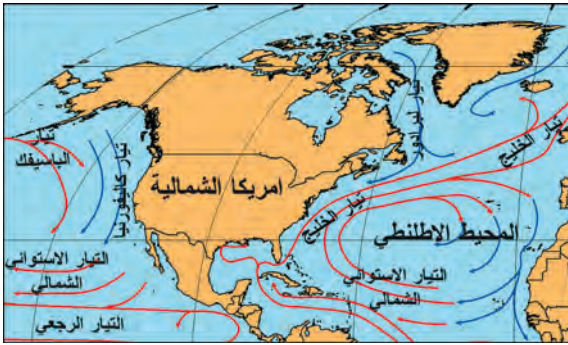 تيار
الباسيفك
تيار كاليفورنيا
امريكا الشمالية
تيار لبرادور
تيار الخليج
تيار الخليج
المحيط الاطلنطي
التيار الاستوائي
الشمالي
التيار الاستوائي
الشمالي
التيار الرجعي